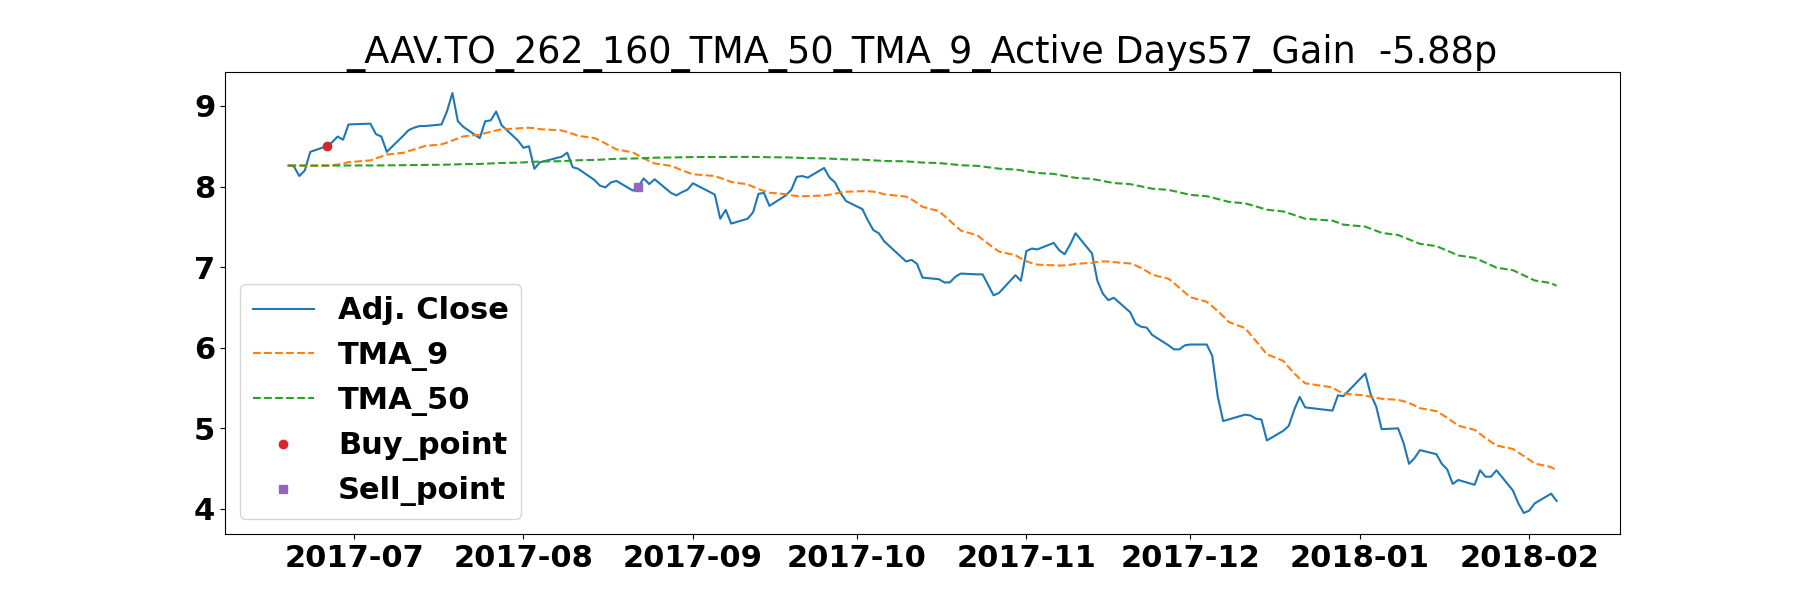 _AAV.TO_262_160_TMA_50_TMA_9_Active Days57_Gain  -5.88p
9
8
7
6
5
4
Adj. Close
TMA_9
TMA_50
Buy_point
Sell_point
2017-07 2017-08 2017-09 2017-10 2017-11 2017-12 2018-01 2018-02